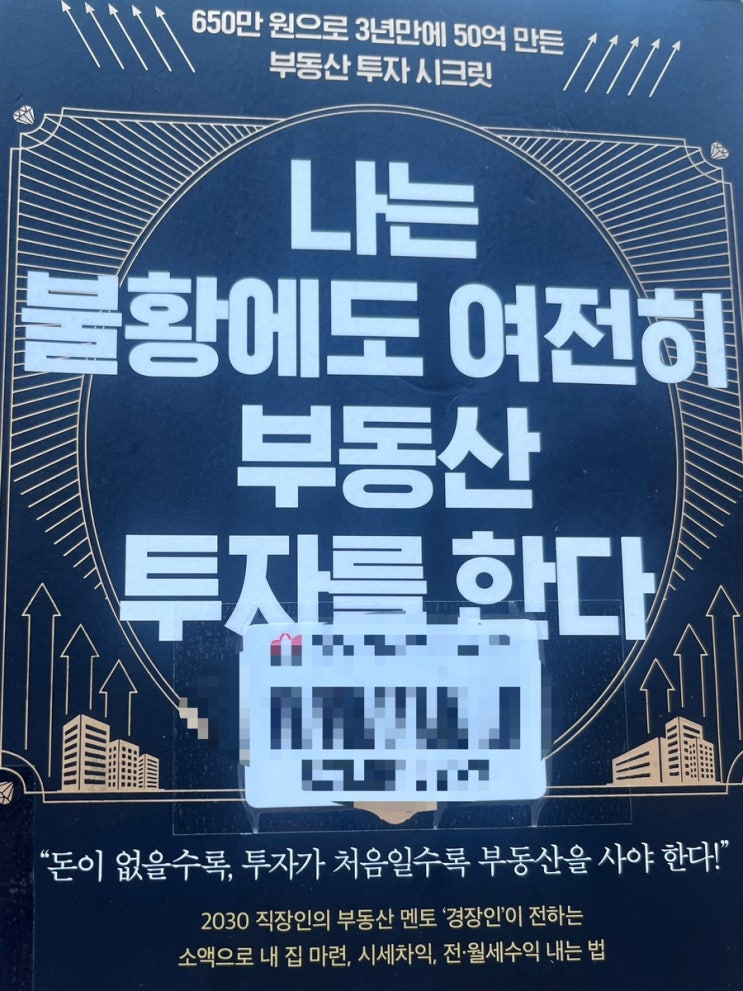 650만 원으로 3년만에 50억 만든
부동산 투자 시크릿
나는
불황에도 여전히
부동산
투자를 한다
“돈이 없을수록, 투자가 처음일수록 부동산을 사야 한다!”
2030 직장인의 부동산 멘토 ‘경장인’이 전하는
소액으로 내 집 마련, 시세차익, 전·월세수익 내는 법